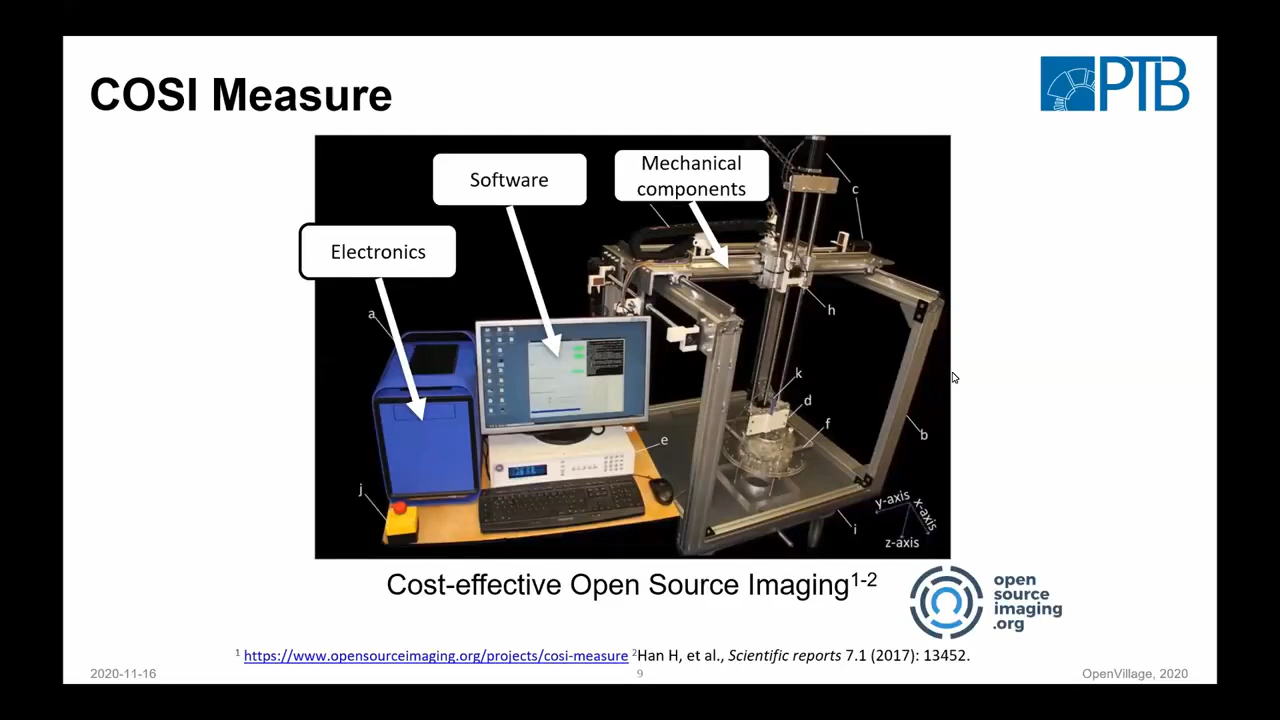 COSI Measure
PTB
Software
Mechanical
components
Electronics
c
a
h
k
d
f
e
b
j
i
y-axis
x-axis
z-axis
Cost-effective Open Source Imaging¹⁻²
open
source
imaging
.org
¹ https://www.opensourceimaging.org/projects/cosi-measure ²Han H, et al., Scientific reports 7.1 (2017): 13452.
2020-11-16
9
OpenVillage, 2020